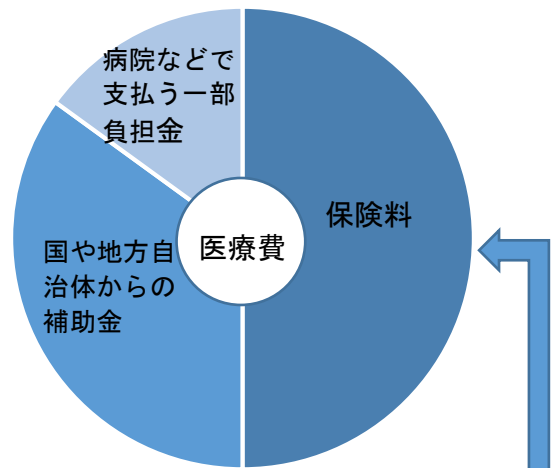 病院などで
支払う一部
負担金
保険料
医療費
国や地方自
治体からの
補助金